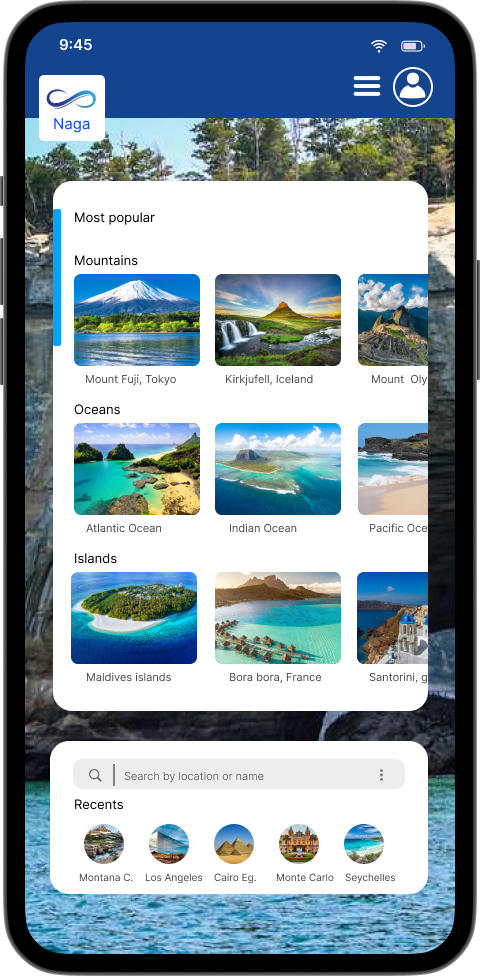 9:45
Naga
Most popular
Mountains
Mount Fuji, Tokyo
Kirkjufell, Iceland
Mount Oly
Oceans
Atlantic Ocean
Indian Ocean
Pacific Oce
Islands
Maldives islands
Bora bora, France
Santorini, g
Search by location or name
Recents
Montana C.
Los Angeles
Cairo Eg.
Monte Carlo
Seychelles